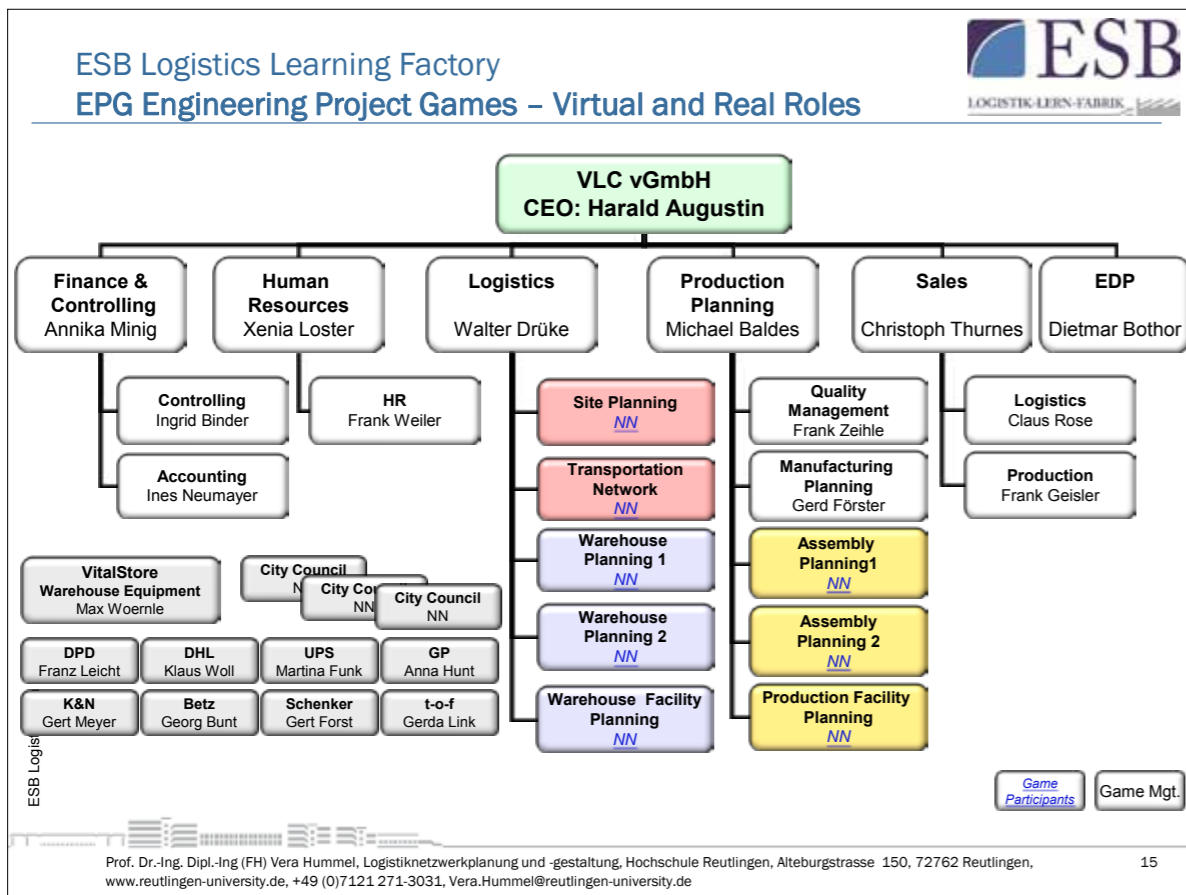 ESB Logistics Learning Factory
EPG Engineering Project Games – Virtual and Real Roles
ESB
LOGISTIK-LERN-FABRIK
VLC vGmbH
CEO: Harald Augustin
Finance &
Controlling
Annika Minig
Human
Resources
Xenia Loster
Logistics
Walter Drüke
Production
Planning
Michael Baldes
Sales
Christoph Thurnes
EDP
Dietmar Bothor
Controlling
Ingrid Binder
Accounting
Ines Neumayer
HR
Frank Weiler
Site Planning
NN
Transportation
Network
NN
Warehouse
Planning 1
NN
Warehouse
Planning 2
NN
Warehouse Facility
Planning
NN
Quality
Management
Frank Zeihle
Manufacturing
Planning
Gerd Förster
Assembly
Planning1
NN
Assembly
Planning 2
NN
Production Facility
Planning
NN
Logistics
Claus Rose
Production
Frank Geisler
VitalStore
Warehouse Equipment
Max Woernle
City Council
City Cou
NN
City Council
NN
DPD
Franz Leicht
DHL
Klaus Woll
UPS
Martina Funk
GP
Anna Hunt
K&N
Gert Meyer
Betz
Georg Bunt
Schenker
Gert Forst
t-o-f
Gerda Link
ESB Logist
Game
Participants
Game Mgt.
Prof. Dr.-Ing. Dipl.-Ing (FH) Vera Hummel, Logistiknetzwerkplanung und -gestaltung, Hochschule Reutlingen, Alteburgstrasse 150, 72762 Reutlingen,
www.reutlingen-university.de, +49 (0)7121 271-3031, Vera.Hummel@reutlingen-university.de
15